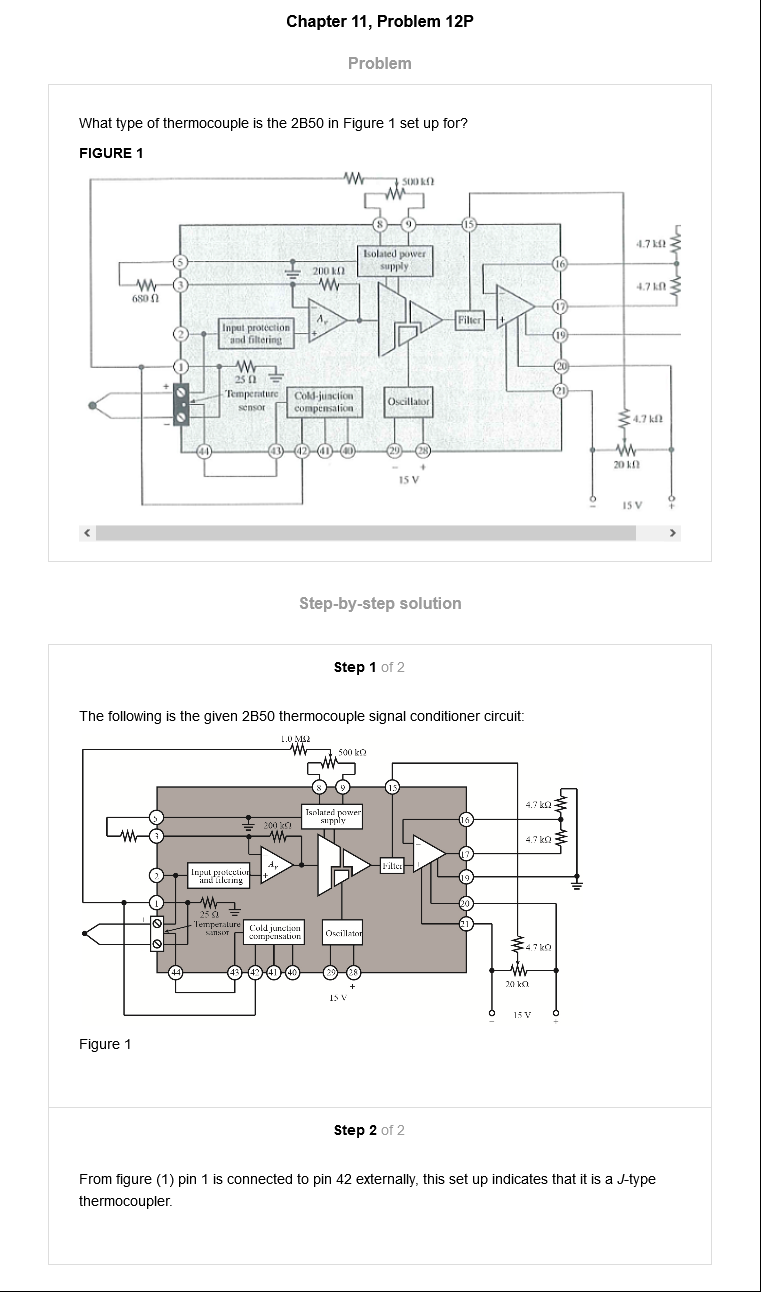 Chapter 11, Problem 12P
Problem
What type of thermocouple is the 2B50 in Figure 1 set up for?
FIGURE 1
500 kΩ
8 9 15
4.7 kΩ
Isolated power
supply
5
16
200 kΩ
3
4.7 kΩ
680 Ω
17
Av
Filter
Input protection
and filtering
2
+
19
1
20
25 Ω
+
Temperature
sensor
Cold-junction
compensation
Oscillator
21
4.7 kΩ
−
44 43 42 41 40 29 28
20 kΩ
− +
15 V
15 V
− +
Step-by-step solution
Step 1 of 2
The following is the given 2B50 thermocouple signal conditioner circuit:
1.0 MΩ
500 kΩ
8 9 15
4.7 kΩ
Isolated power
supply
5
16
200 kΩ
3
4.7 kΩ
17
Av
Filter
Input protection
and filering
2
+
19
1
20
25 Ω
Temperature
sensor
Cold junction
compensation
Oscillator
21
4.7 kΩ
44 43 42 41 40 29 28
20 kΩ
+
15 V
15 V
− +
Figure 1
Step 2 of 2
From figure (1) pin 1 is connected to pin 42 externally, this set up indicates that it is a J-type
thermocoupler.